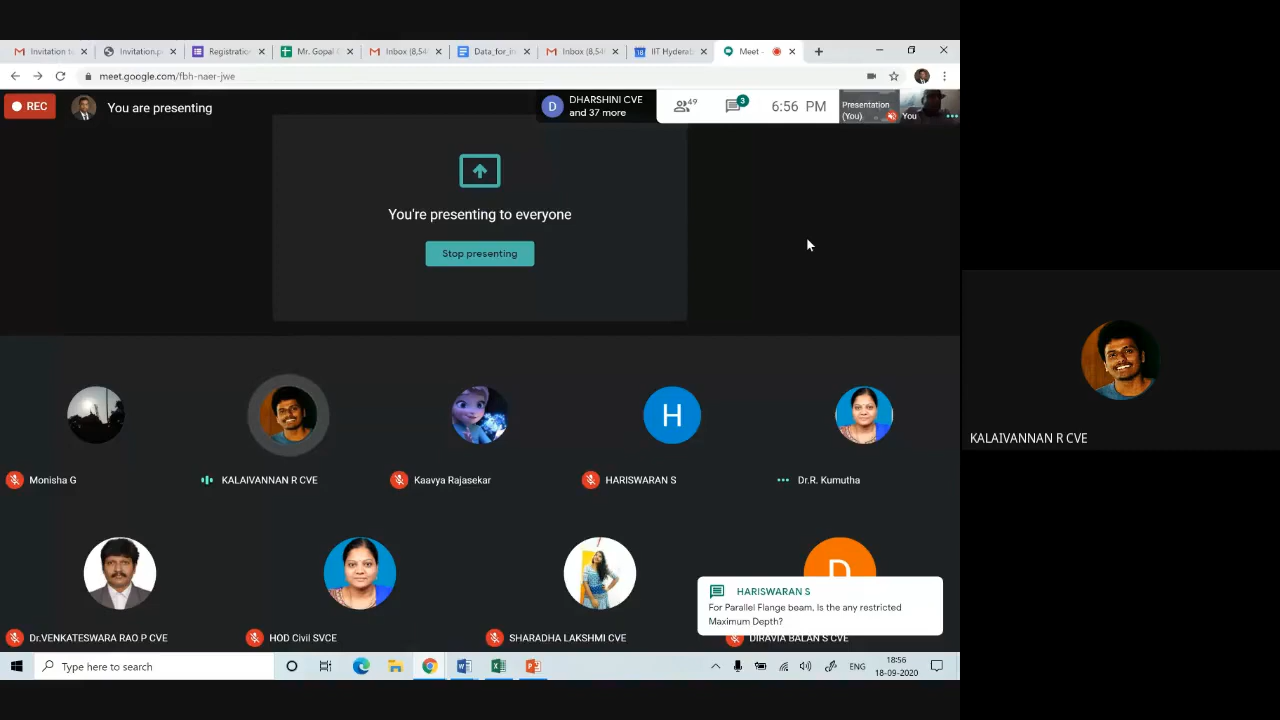 Invitation to
Invitation.p
Registration
Mr. Gopal
Inbox (8,54
Data_for_in
Inbox (8,54
IIT Hyderab
Meet -
meet.google.com/fbh-naer-jwe
REC
You are presenting
D
DHARSHINI CVE
and 37 more
49
3
6:56 PM
Presentation
(You)
You
You're presenting to everyone
Stop presenting
H
Monisha G
KALAIVANNAN R CVE
Kaavya Rajasekar
HARISWARAN S
Dr.R. Kumutha
KALAIVANNAN R CVE
D
HARISWARAN S
For Parallel Flange beam, Is the any restricted
Maximum Depth?
Dr.VENKATESWARA RAO P CVE
HOD Civil SVCE
SHARADHA LAKSHMI CVE
DIRAVIA BALAN S CVE
Type here to search
ENG
18:56
18-09-2020